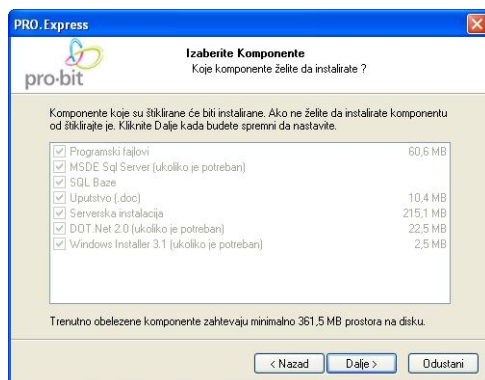 PRO.Express
pro·bit
Izaberite Komponente
Koje komponente želite da instalirate ?
Komponente koje su štiklirane će biti instalirane. Ako ne želite da instalirate komponentu
od štiklirajte je. Kliknite Dalje kada budete spremni da nastavite.
Programski fajlovi 60,6 MB
MSDE Sql Server (ukoliko je potreban)
SQL Baze
Uputstvo (.doc) 10,4 MB
Serverska instalacija 215,1 MB
DOT.Net 2.0 (ukoliko je potreban) 22,5 MB
Windows Installer 3.1 (ukoliko je potreban) 2,5 MB
Trenutno obelezene komponente zahtevaju minimalno 361,5 MB prostora na disku.
< Nazad Dalje > Odustani